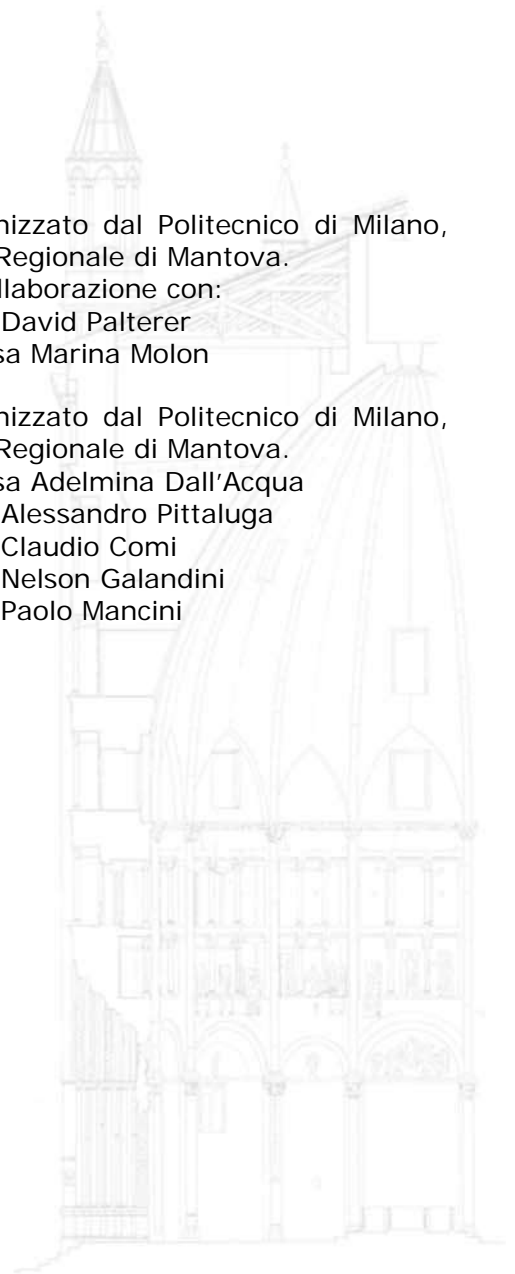 nizzato dal Politecnico di Milano,
Regionale di Mantova.
llaborazione con:
David Palterer
sa Marina Molon
nizzato dal Politecnico di Milano,
Regionale di Mantova.
sa Adelmina Dall'Acqua
Alessandro Pittaluga
Claudio Comi
Nelson Galandini
Paolo Mancini